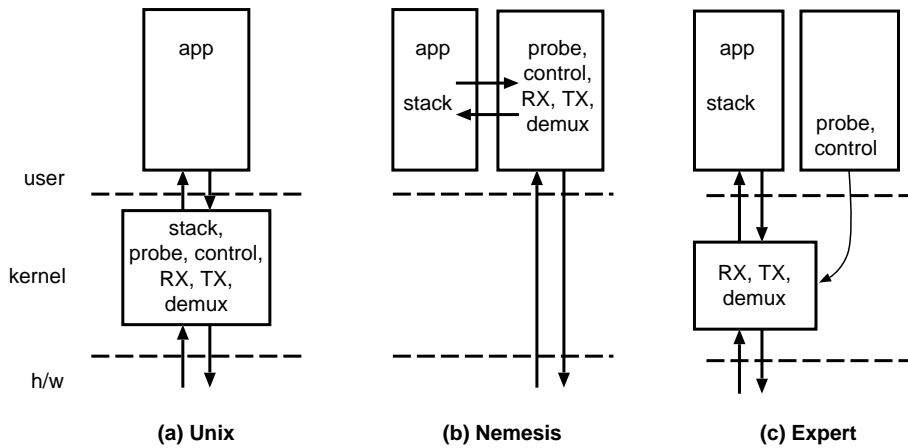 app
stack,
probe, control,
RX, TX,
demux
user
kernel
h/w
(a) Unix
app
stack
probe,
control,
RX, TX,
demux
(b) Nemesis
app
stack
probe,
control
RX, TX,
demux
(c) Expert